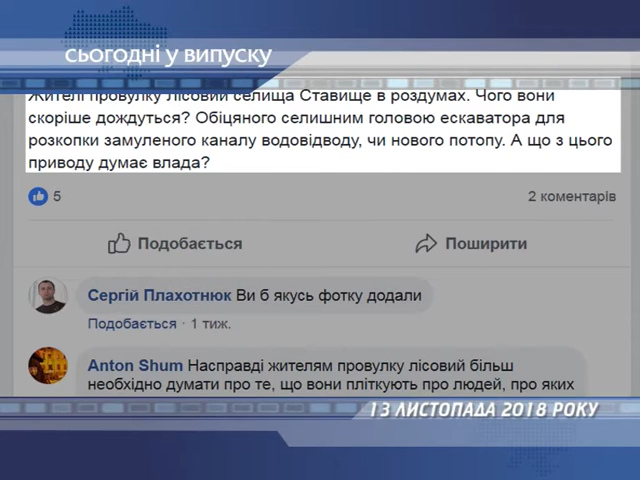 сьогодні у випуску
Жителі провулку Лісовий селища Ставище в роздумах. Чого вони
скоріше дождуться? Обіцяного селишним головою ескаватора для
розкопки замуленого каналу водовідводу, чи нового потопу. А що з цього
приводу думає влада?
5
2 коментарів
Подобається
Поширити
Сергій Плахотнюк Ви б якусь фотку додали
Подобається · 1 тиж.
Anton Shum Насправді жителям провулку лісовий більш
необхідно думати про те, що вони пліткують про людей, про яких
13 ЛИСТОПАДА 2018 РОКУ